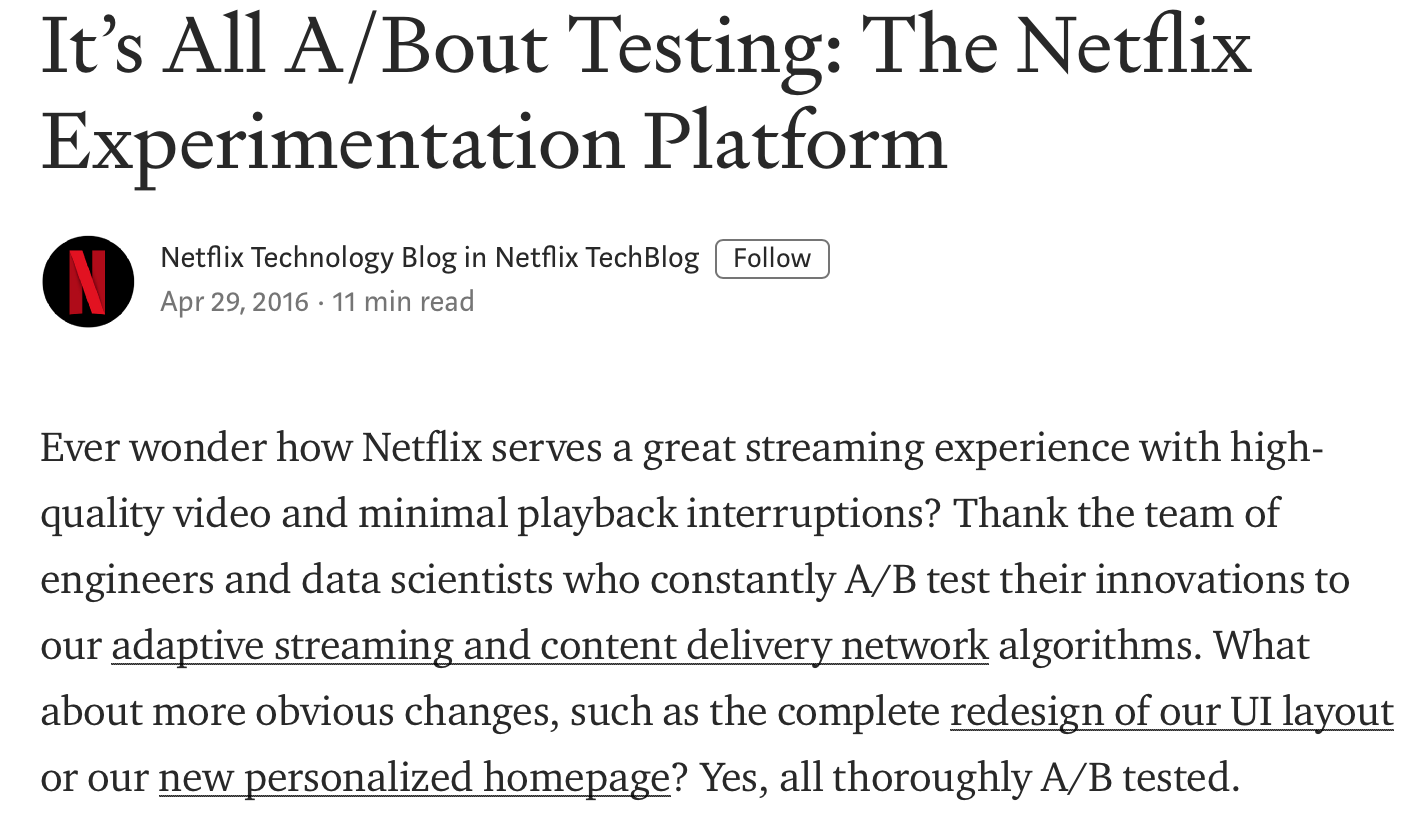 It’s All A/Bout Testing: The Netflix
Experimentation Platform
N
Netflix Technology Blog in Netflix TechBlog Follow
Apr 29, 2016 · 11 min read
Ever wonder how Netflix serves a great streaming experience with high-
quality video and minimal playback interruptions? Thank the team of
engineers and data scientists who constantly A/B test their innovations to
our adaptive streaming and content delivery network algorithms. What
about more obvious changes, such as the complete redesign of our UI layout
or our new personalized homepage? Yes, all thoroughly A/B tested.